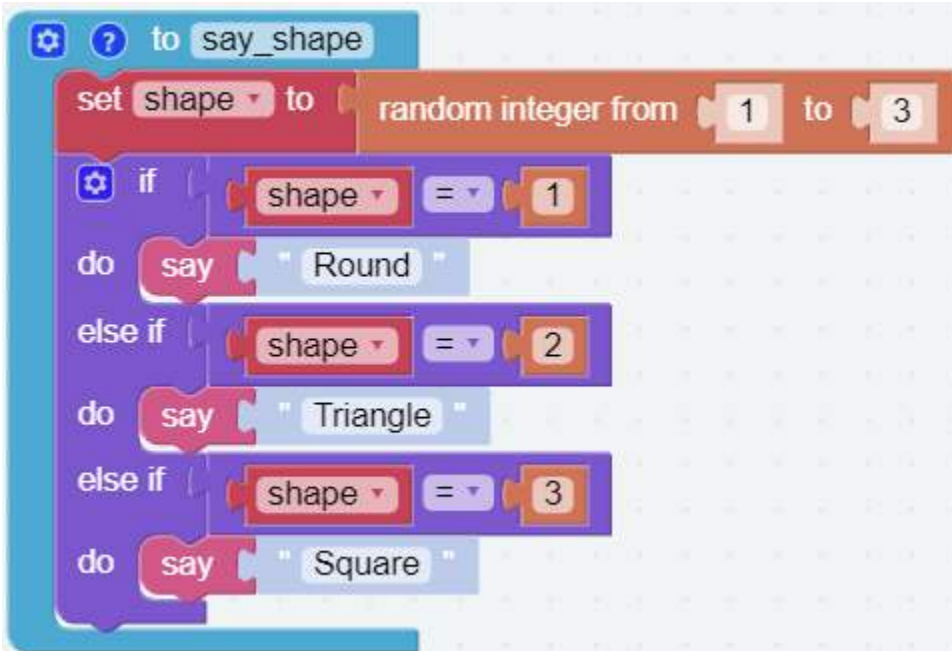 ? to say_shape
set shape to random integer from 1 to 3
if shape = 1
do say " Round "
else if shape = 2
do say " Triangle "
else if shape = 3
do say " Square "